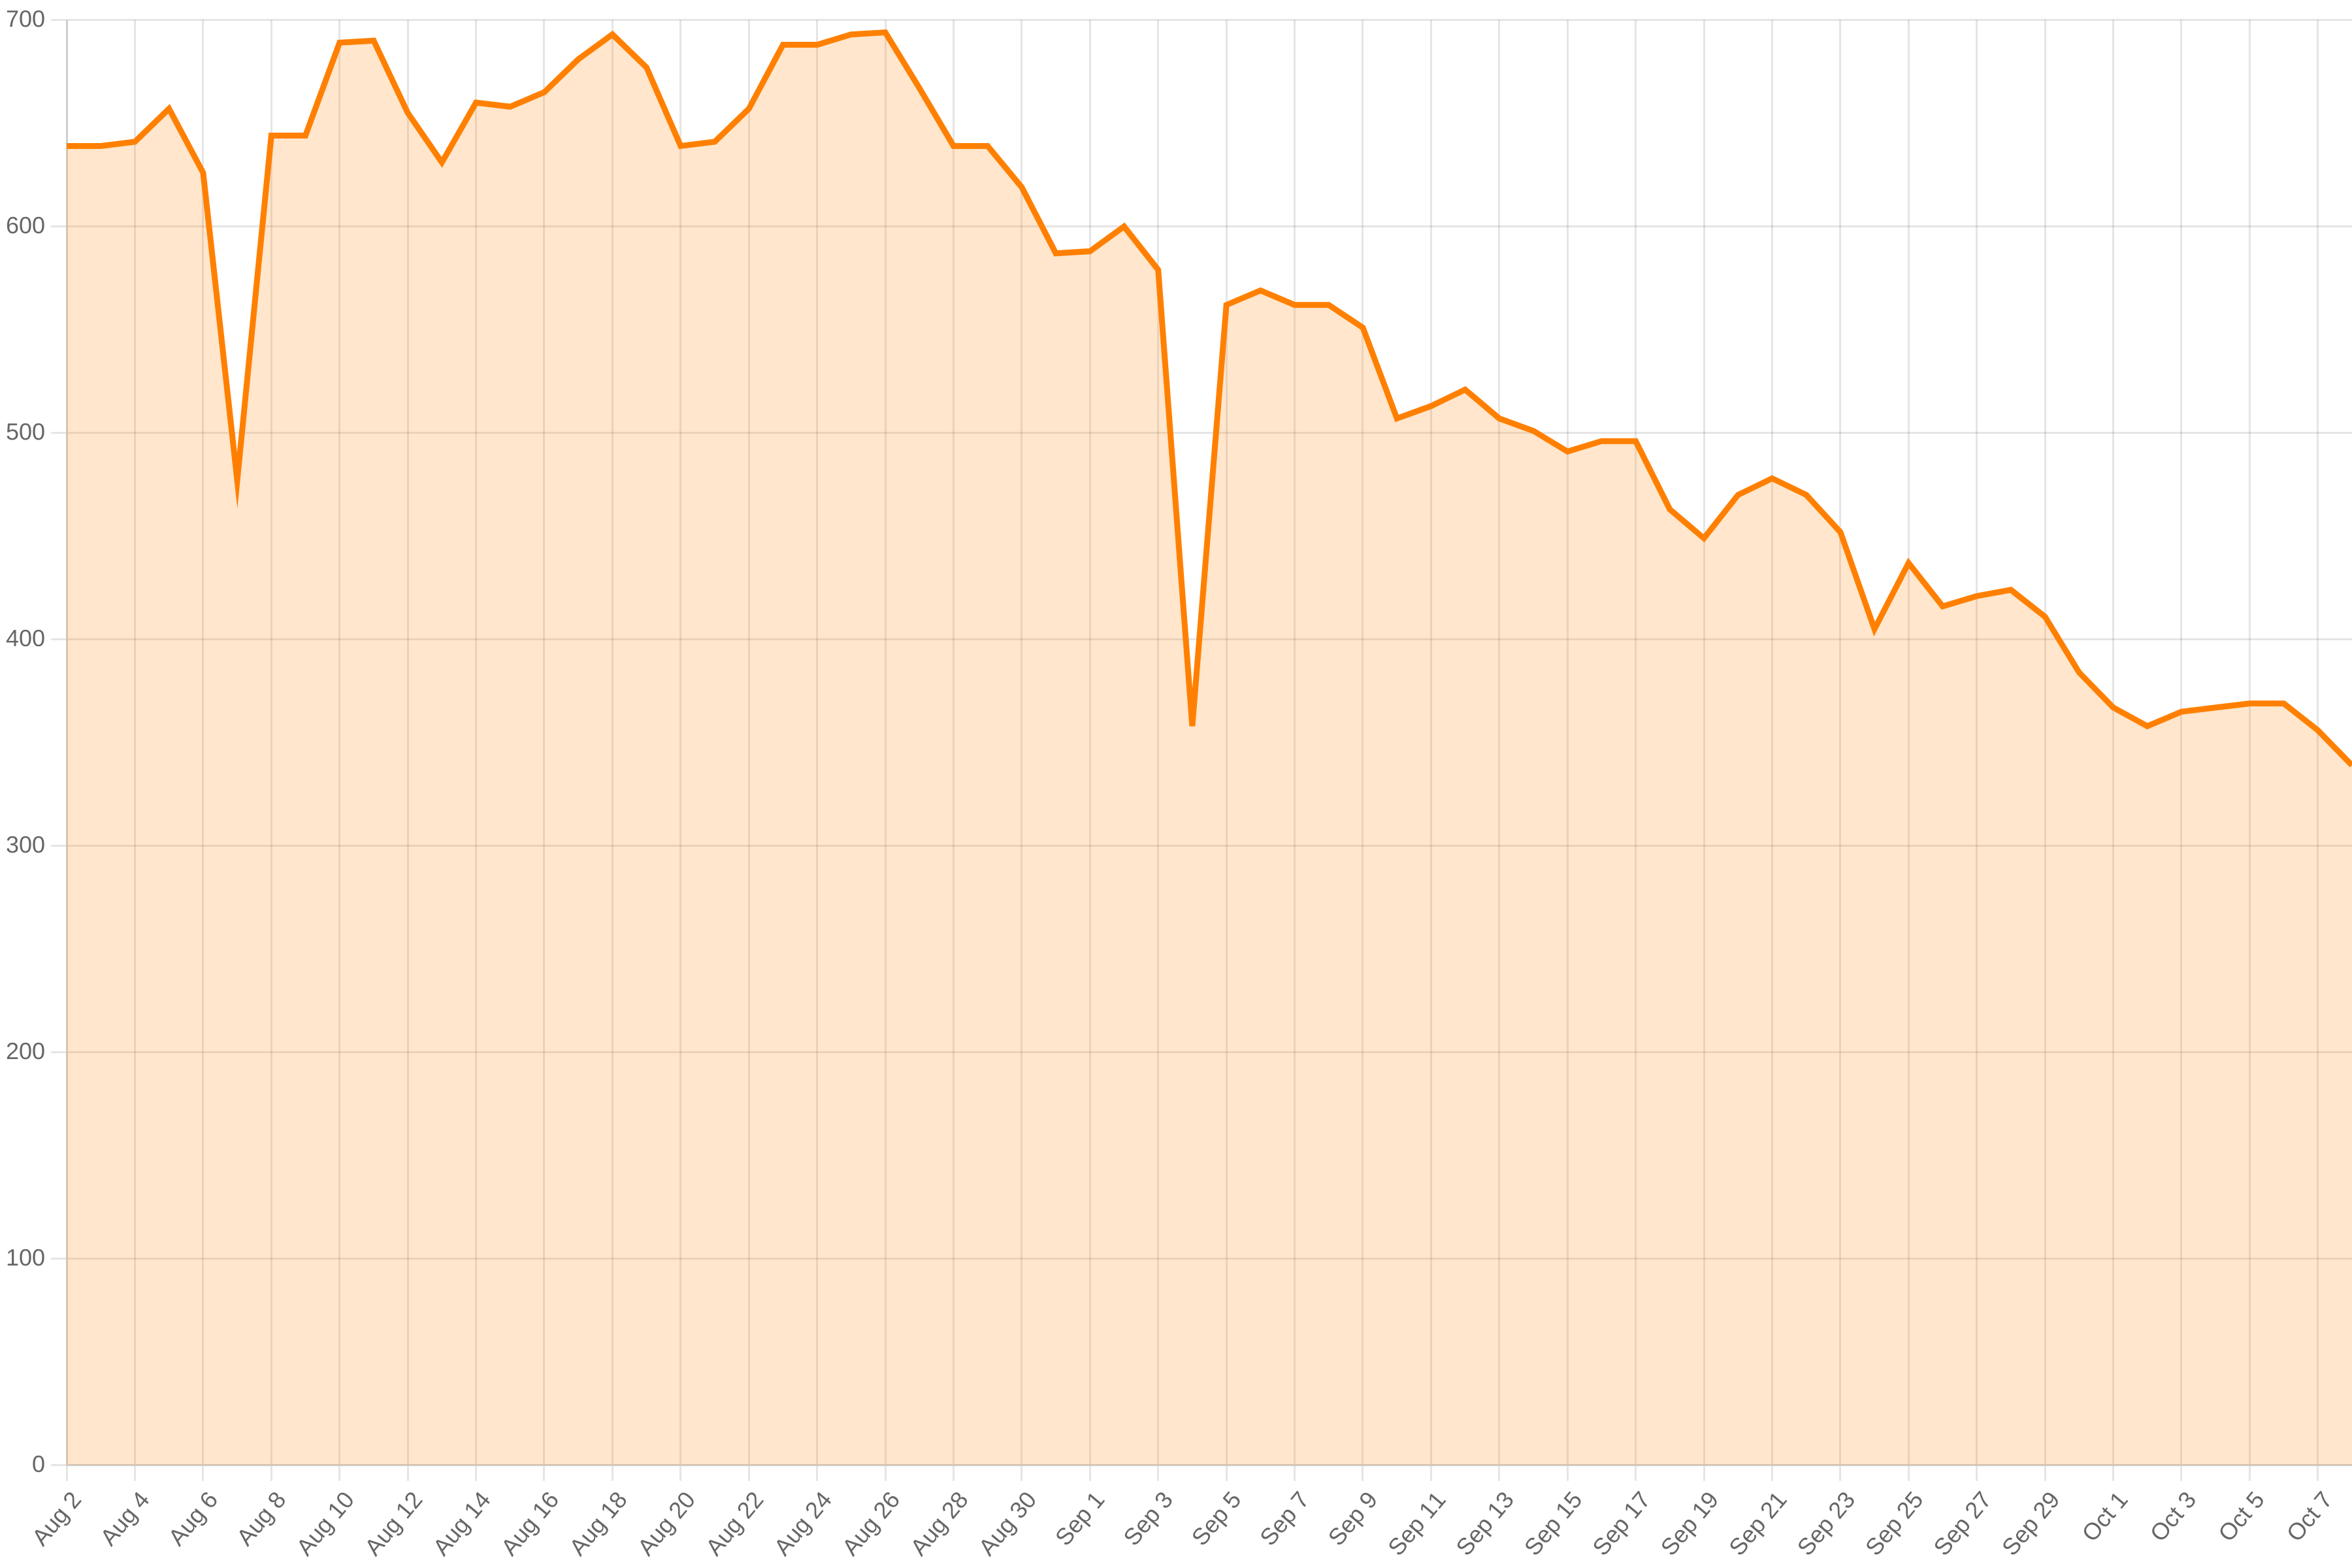 700
600
500
400
300
200
100
0
Aug 2
Aug 4
Aug 6
Aug 8
Aug 10
Aug 12
Aug 14
Aug 16
Aug 18
Aug 20
Aug 22
Aug 24
Aug 26
Aug 28
Aug 30
Sep 1
Sep 3
Sep 5
Sep 7
Sep 9
Sep 11
Sep 13
Sep 15
Sep 17
Sep 19
Sep 21
Sep 23
Sep 25
Sep 27
Sep 29
Oct 1
Oct 3
Oct 5
Oct 7